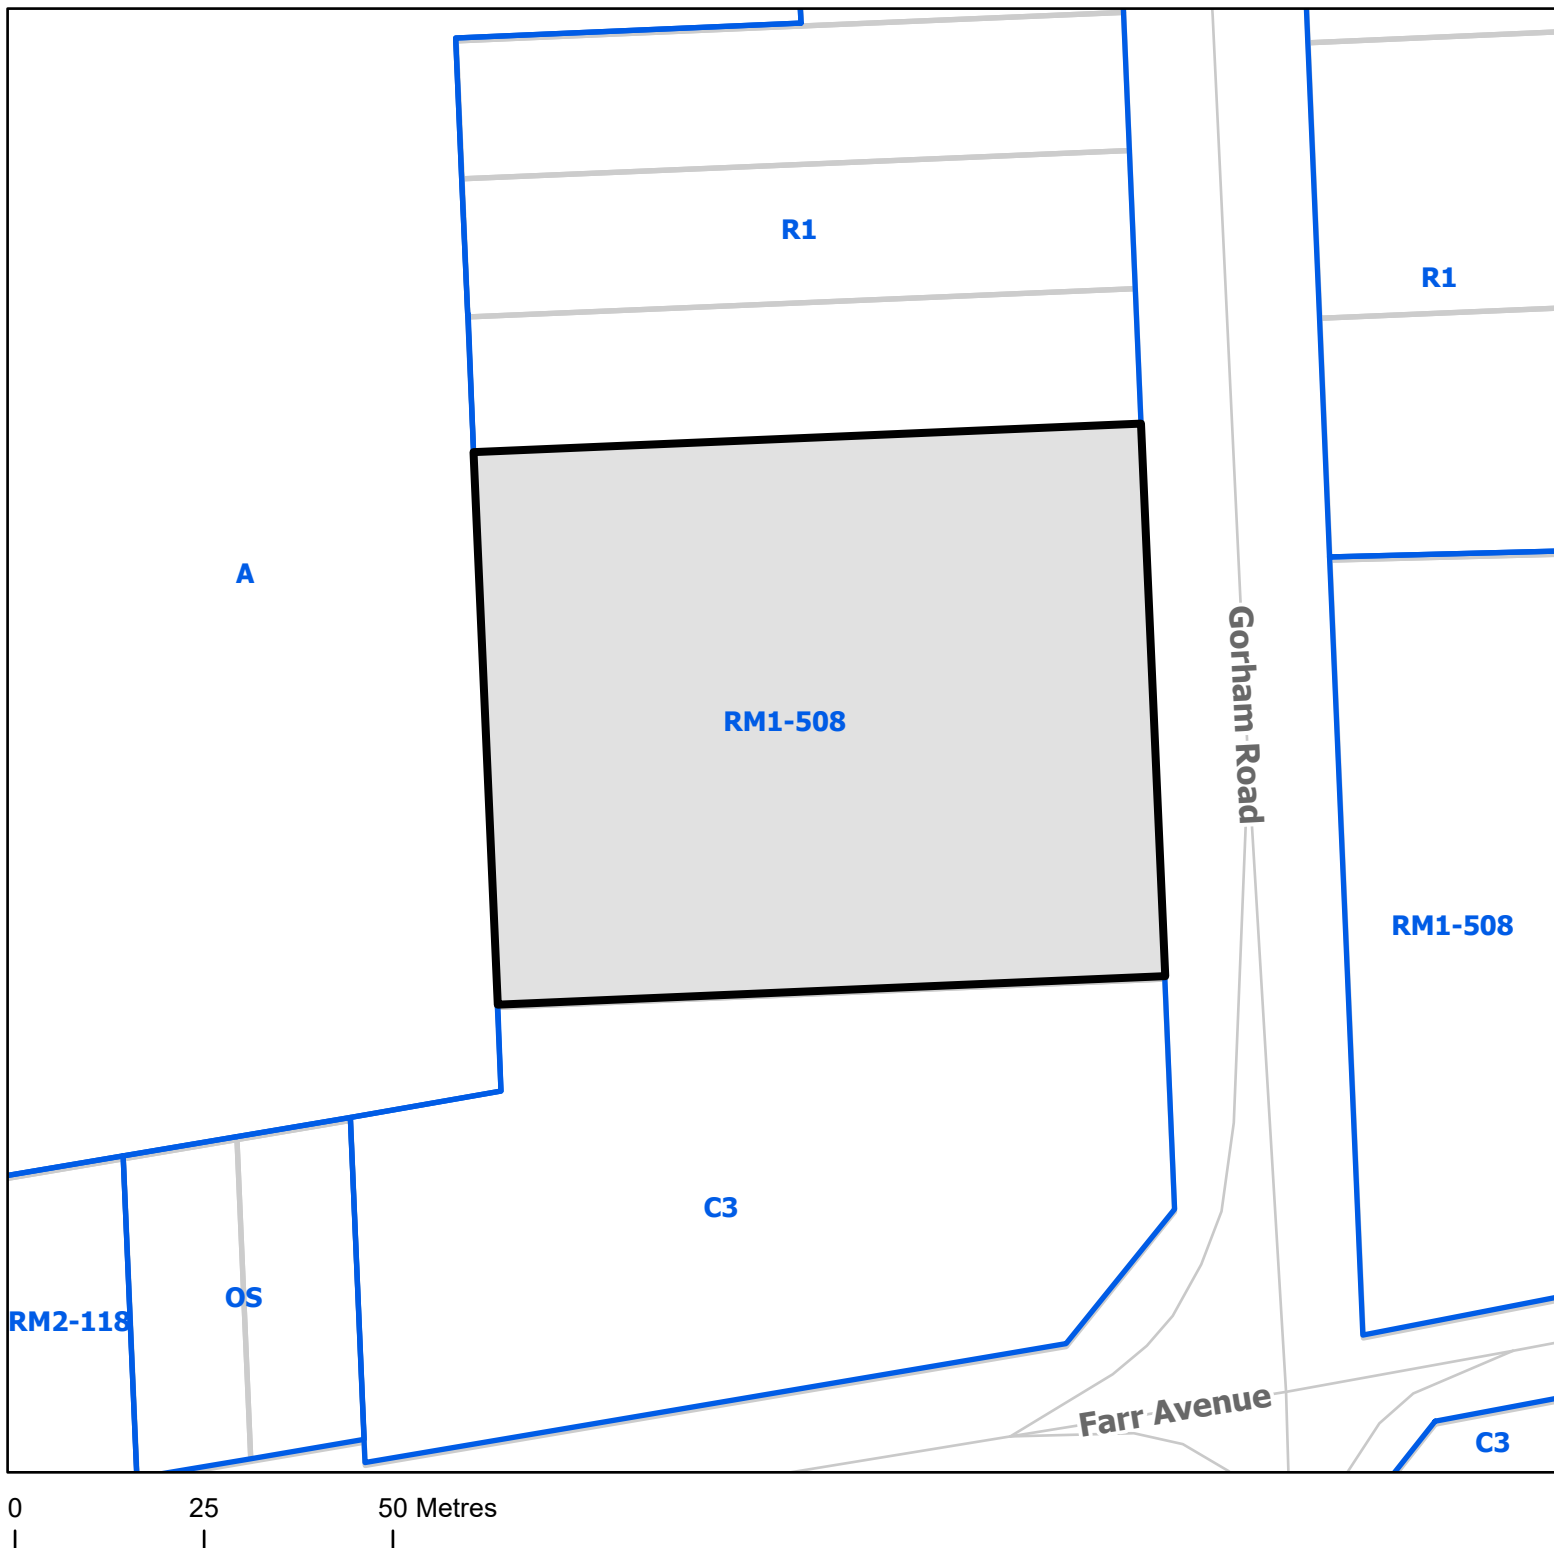 R1
R1
A
Gorham Road
RM1-508
RM1-508
C3
OS
RM2-118
Farr Avenue
C3
0 25 50 Metres